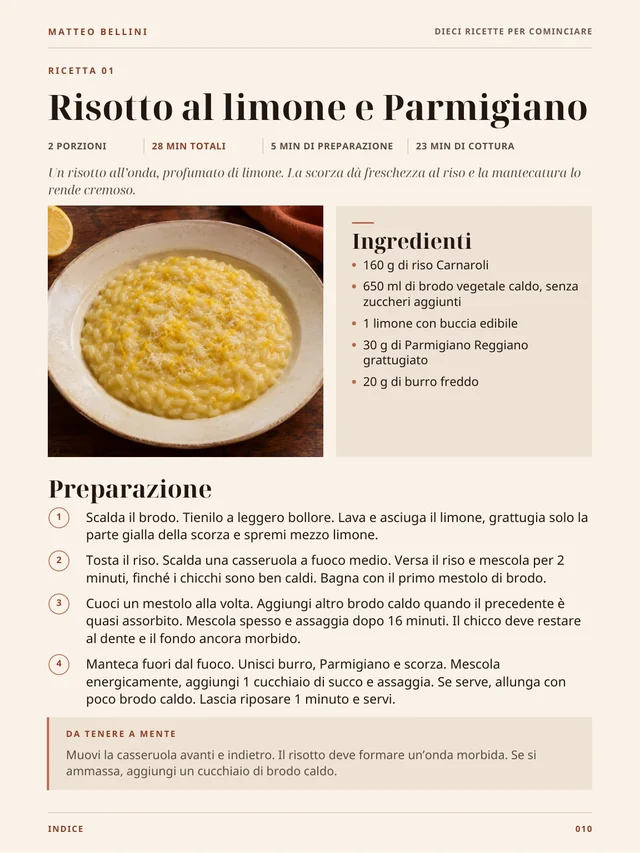 MATTEO BELLINI
DIECI RICETTE PER COMINCIARE
RICETTA 01
Risotto al limone e Parmigiano
2 PORZIONI
28 MIN TOTALI
5 MIN DI PREPARAZIONE
23 MIN DI COTTURA
Un risotto all’onda, profumato di limone. La scorza dà freschezza al riso e la mantecatura lo
rende cremoso.
Ingredienti
• 160 g di riso Carnaroli
• 650 ml di brodo vegetale caldo, senza
zuccheri aggiunti
• 1 limone con buccia edibile
• 30 g di Parmigiano Reggiano
grattugiato
• 20 g di burro freddo
Preparazione
1 Scalda il brodo. Tienilo a leggero bollore. Lava e asciuga il limone, grattugia solo la
parte gialla della scorza e spremi mezzo limone.
2 Tosta il riso. Scalda una casseruola a fuoco medio. Versa il riso e mescola per 2
minuti, finché i chicchi sono ben caldi. Bagna con il primo mestolo di brodo.
3 Cuoci un mestolo alla volta. Aggiungi altro brodo caldo quando il precedente è
quasi assorbito. Mescola spesso e assaggia dopo 16 minuti. Il chicco deve restare
al dente e il fondo ancora morbido.
4 Manteca fuori dal fuoco. Unisci burro, Parmigiano e scorza. Mescola
energicamente, aggiungi 1 cucchiaio di succo e assaggia. Se serve, allunga con
poco brodo caldo. Lascia riposare 1 minuto e servi.
DA TENERE A MENTE
Muovi la casseruola avanti e indietro. Il risotto deve formare un’onda morbida. Se si
ammassa, aggiungi un cucchiaio di brodo caldo.
INDICE
010